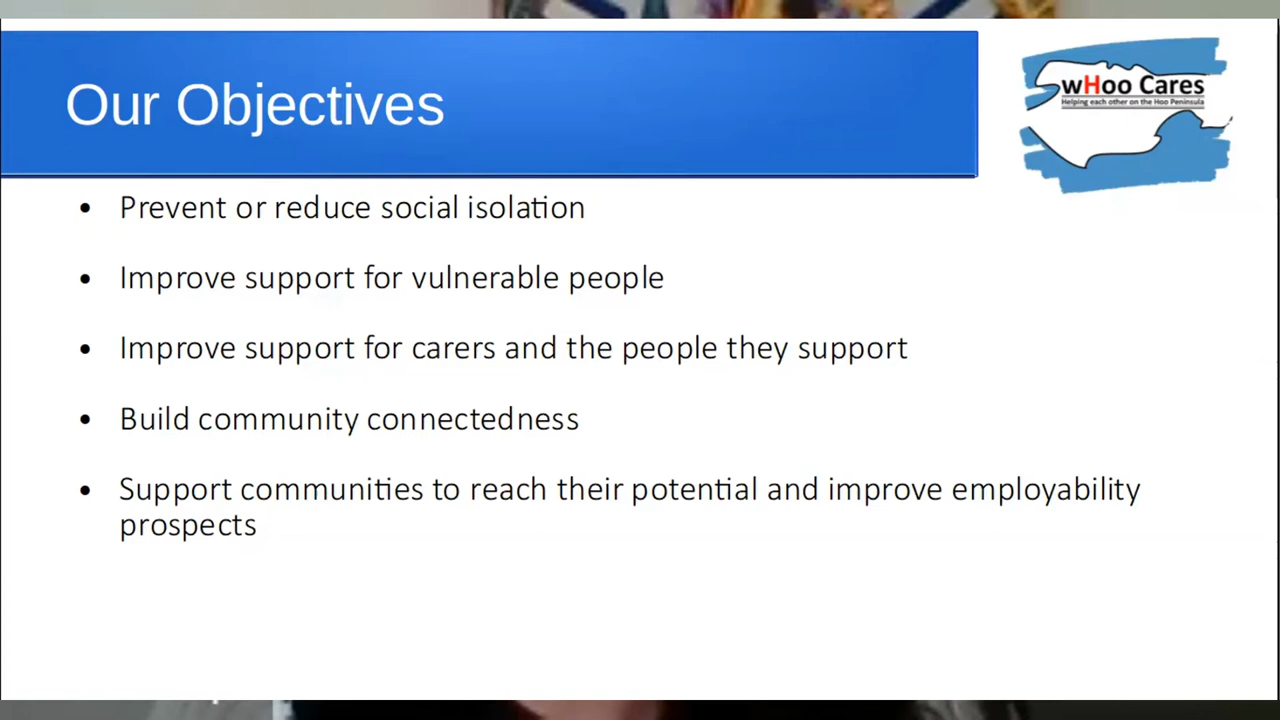 Our Objectives
wHoo Cares
Helping each other on the Hoo Peninsula
• Prevent or reduce social isolation
• Improve support for vulnerable people
• Improve support for carers and the people they support
• Build community connectedness
• Support communities to reach their potential and improve employability
prospects